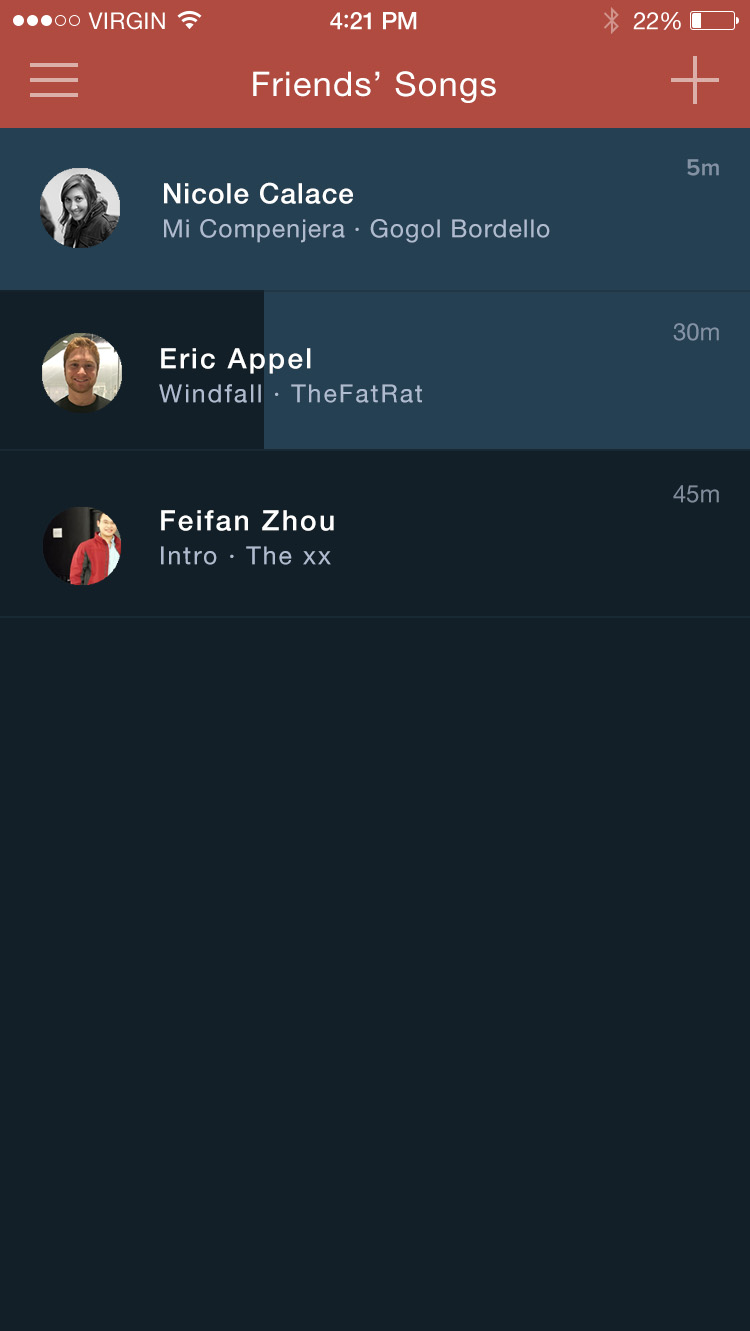 VIRGIN 4:21 PM 22%
Friends’ Songs
5m
Nicole Calace
Mi Compenjera · Gogol Bordello
30m
Eric Appel
Windfall · TheFatRat
45m
Feifan Zhou
Intro · The xx